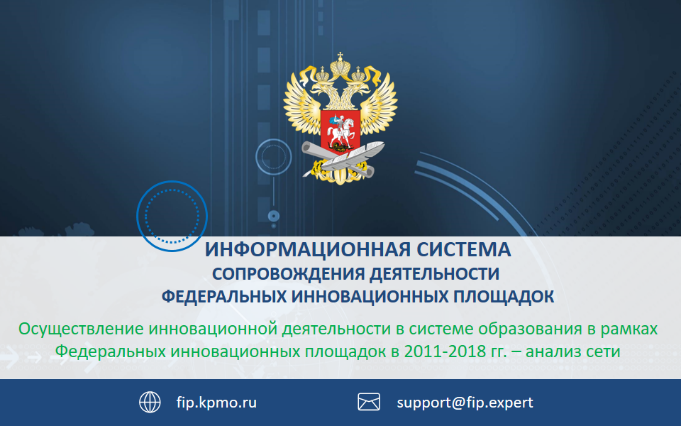 ИНФОРМАЦИОННАЯ СИСТЕМА
СОПРОВОЖДЕНИЯ ДЕЯТЕЛЬНОСТИ
ФЕДЕРАЛЬНЫХ ИННОВАЦИОННЫХ ПЛОЩАДОК
Осуществление инновационной деятельности в системе образования в рамках
Федеральных инновационных площадок в 2011-2018 гг. – анализ сети
fip.kpmo.ru
support@fip.expert